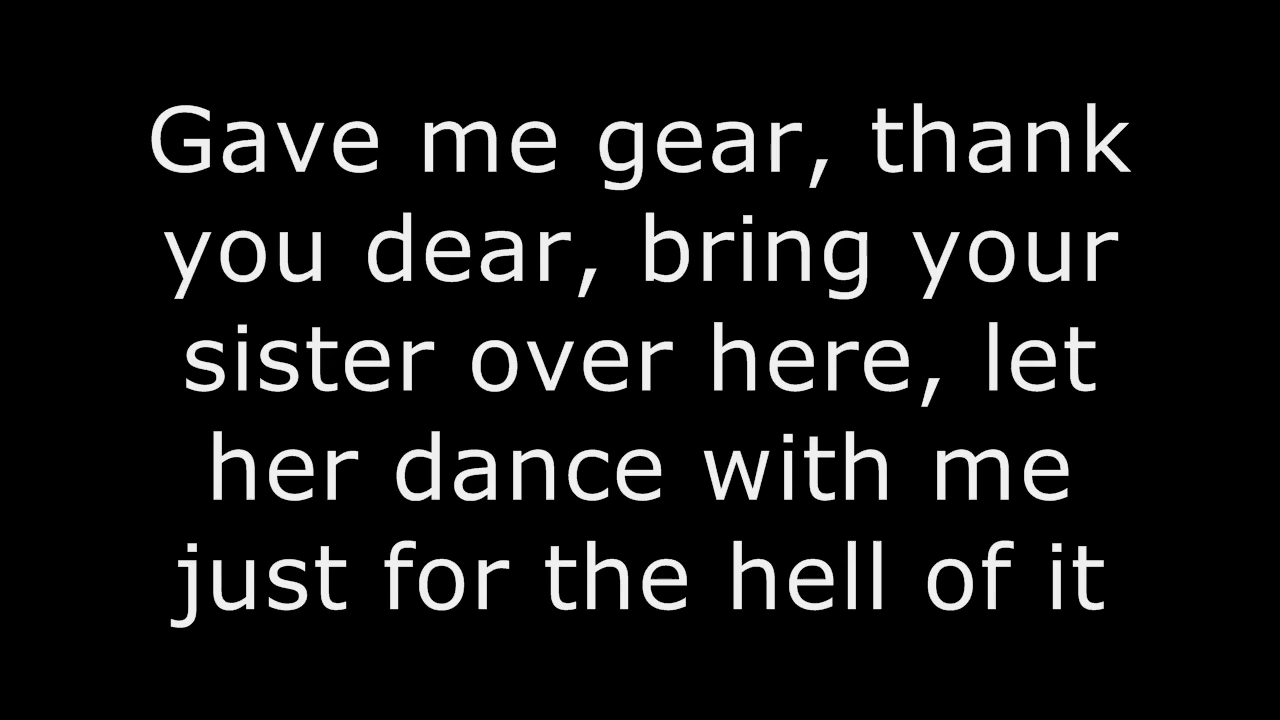 Gave me gear, thank
you dear, bring your
sister over here, let
her dance with me
just for the hell of it